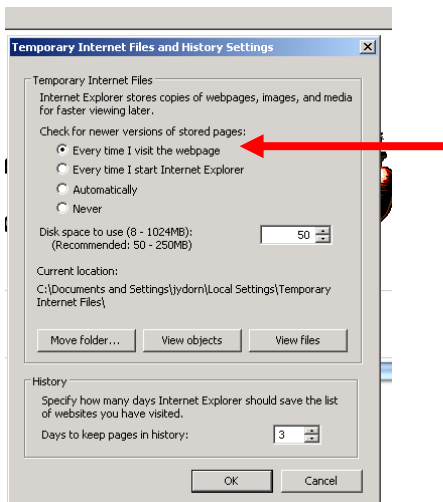 Temporary Internet Files and History Settings
Temporary Internet Files
Internet Explorer stores copies of webpages, images, and media
for faster viewing later.
Check for newer versions of stored pages:
Every time I visit the webpage
Every time I start Internet Explorer
Automatically
Never
Disk space to use (8 - 1024MB): 50
(Recommended: 50 - 250MB)
Current location:
C:\Documents and Settings\jydorn\Local Settings\Temporary
Internet Files\
Move folder... View objects View files
History
Specify how many days Internet Explorer should save the list
of websites you have visited.
Days to keep pages in history: 3
OK Cancel